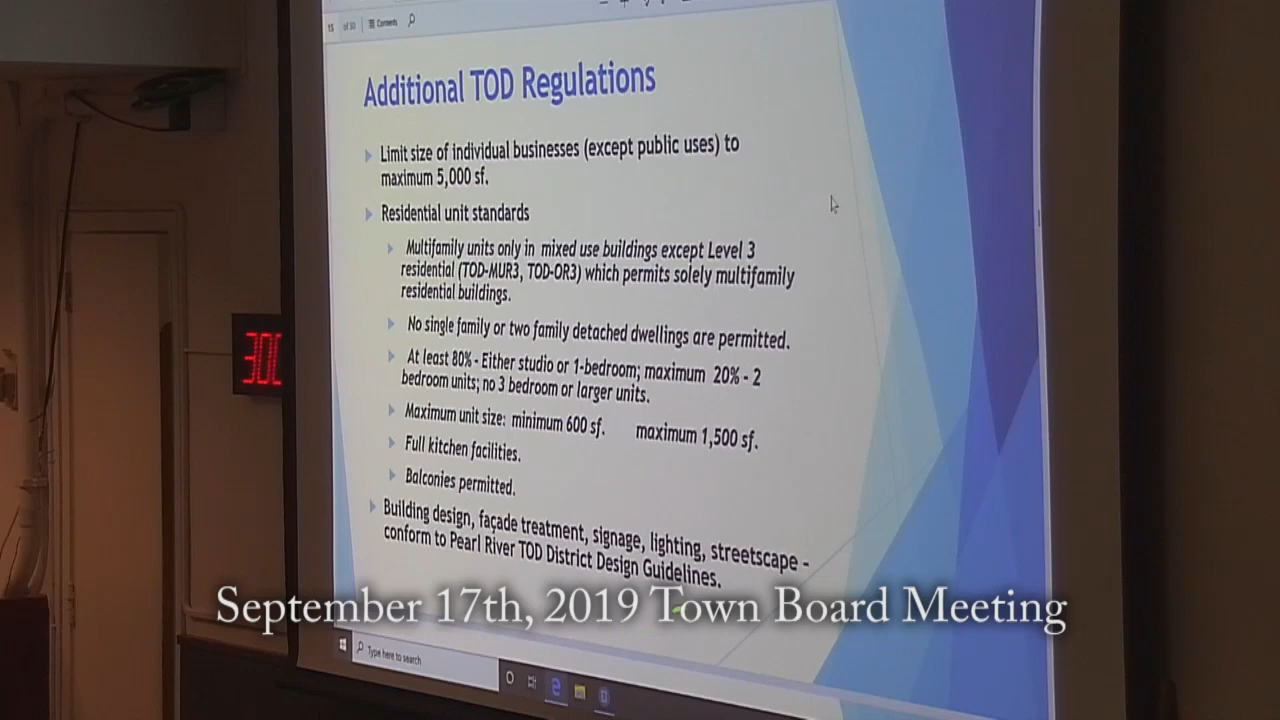 15 of 30 Contents
Additional TOD Regulations
Limit size of individual businesses (except public uses) to
maximum 5,000 sf.
Residential unit standards
Multifamily units only in mixed use buildings except Level 3
residential (TOD-MUR3, TOD-OR3) which permits solely multifamily
residential buildings.
No single family or two family detached dwellings are permitted.
At least 80% - Either studio or 1-bedroom; maximum 20% - 2
bedroom units; no 3 bedroom or larger units.
Maximum unit size: minimum 600 sf. maximum 1,500 sf.
Full kitchen facilities.
Balconies permitted.
Building design, façade treatment, signage, lighting, streetscape -
conform to Pearl River TOD District Design Guidelines.
300
September 17th, 2019 Town Board Meeting
Type here to search